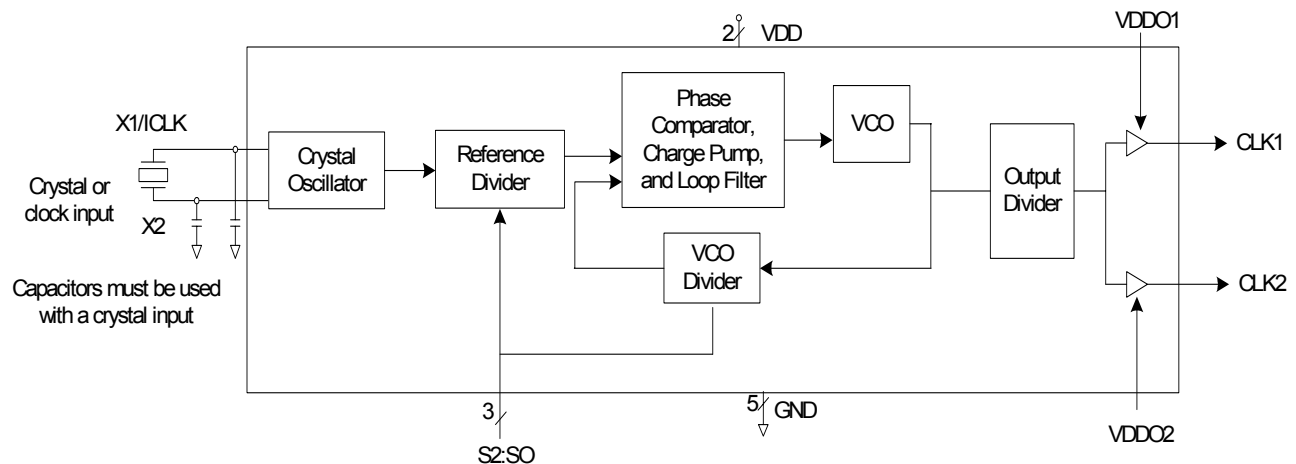 VDDO1
2 VDD
X1/ICLK
Crystal or
clock input
X2
Capacitors must be used
with a crystal input
Crystal
Oscillator
Reference
Divider
Phase
Comparator,
Charge Pump,
and Loop Filter
VCO
VCO
Divider
Output
Divider
CLK1
CLK2
3
S2:SO
5 GND
VDDO2